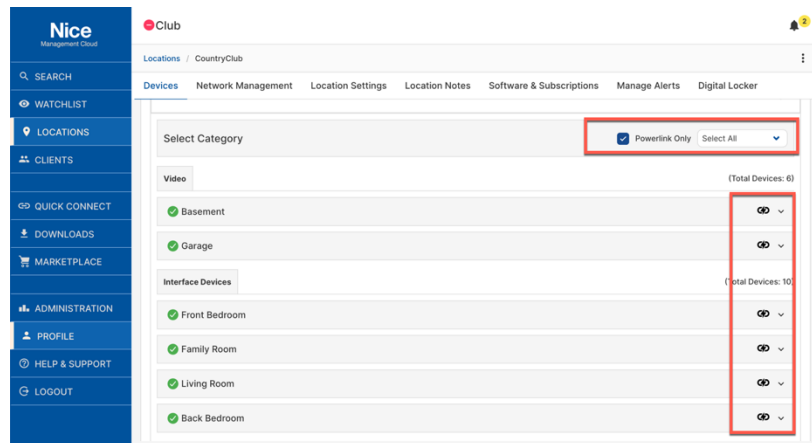 Nice
Management Cloud
SEARCH
WATCHLIST
LOCATIONS
CLIENTS
QUICK CONNECT
DOWNLOADS
MARKETPLACE
ADMINISTRATION
PROFILE
HELP & SUPPORT
LOGOUT
Club
2
Locations / CountryClub
Devices Network Management Location Settings Location Notes Software & Subscriptions Manage Alerts Digital Locker
Select Category Powerlink Only Select All
Video (Total Devices: 6)
Basement
Garage
Interface Devices (Total Devices: 10)
Front Bedroom
Family Room
Living Room
Back Bedroom